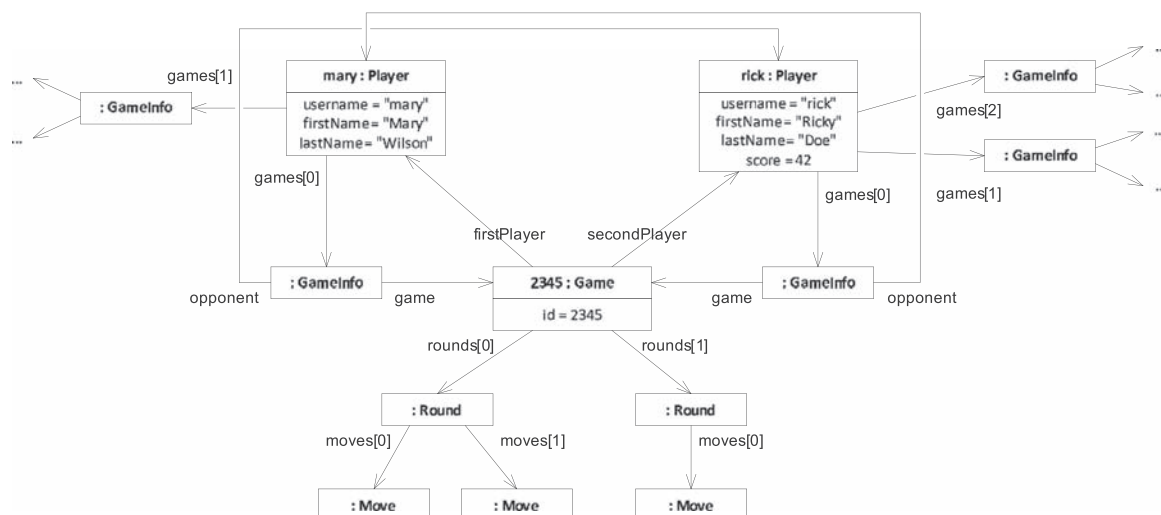 mary : Player
username = "mary"
firstName= "Mary"
lastName= "Wilson"
rick : Player
username = "rick"
firstName= "Ricky"
lastName= "Doe"
score =42
...
...
games[1]
: GameInfo
: GameInfo
games[2]
: GameInfo
games[1]
games[0]
games[0]
firstPlayer
secondPlayer
: GameInfo
opponent
game
2345 : Game
id = 2345
game
: GameInfo
opponent
rounds[0]
rounds[1]
: Round
: Round
moves[0]
moves[1]
moves[0]
: Move
: Move
: Move